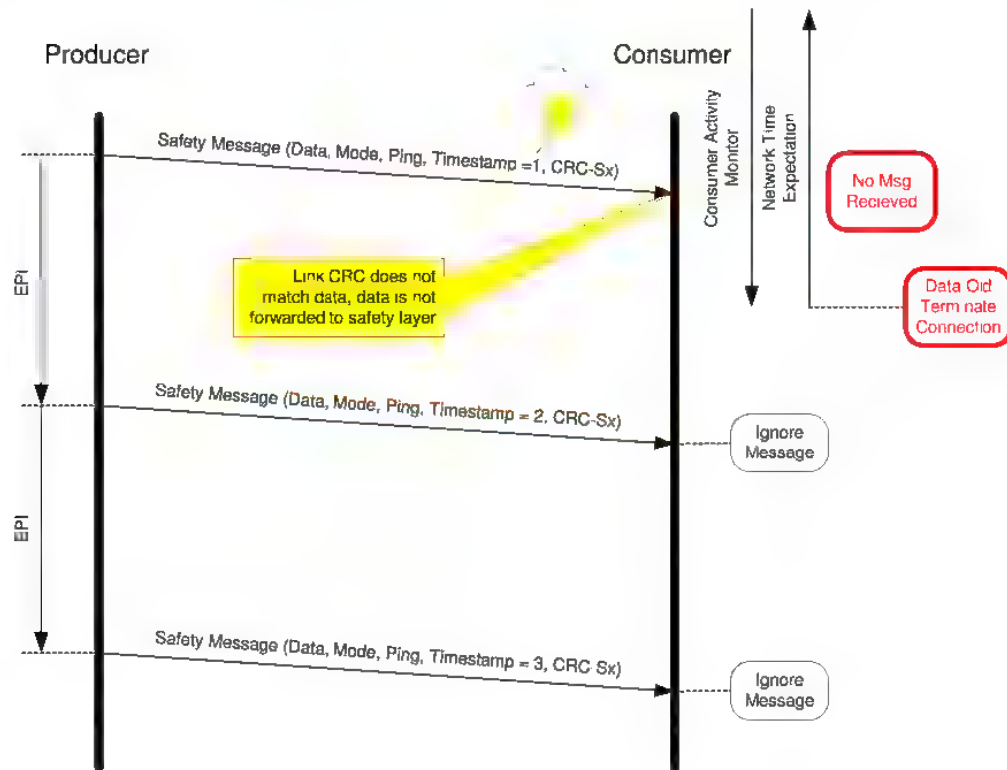 Producer
Consumer
Consumer Activity
Monitor
Network Time
Expectation
Safety Message (Data, Mode, Ping, Timestamp =1, CRC-Sx)
No Msg
Recieved
EPI
Link CRC does not
match data, data is not
forwarded to safety layer
Data Old
Terminate
Connection
Safety Message (Data, Mode, Ping, Timestamp = 2, CRC-Sx)
Ignore
Message
EPI
Safety Message (Data, Mode, Ping, Timestamp = 3, CRC-Sx)
Ignore
Message